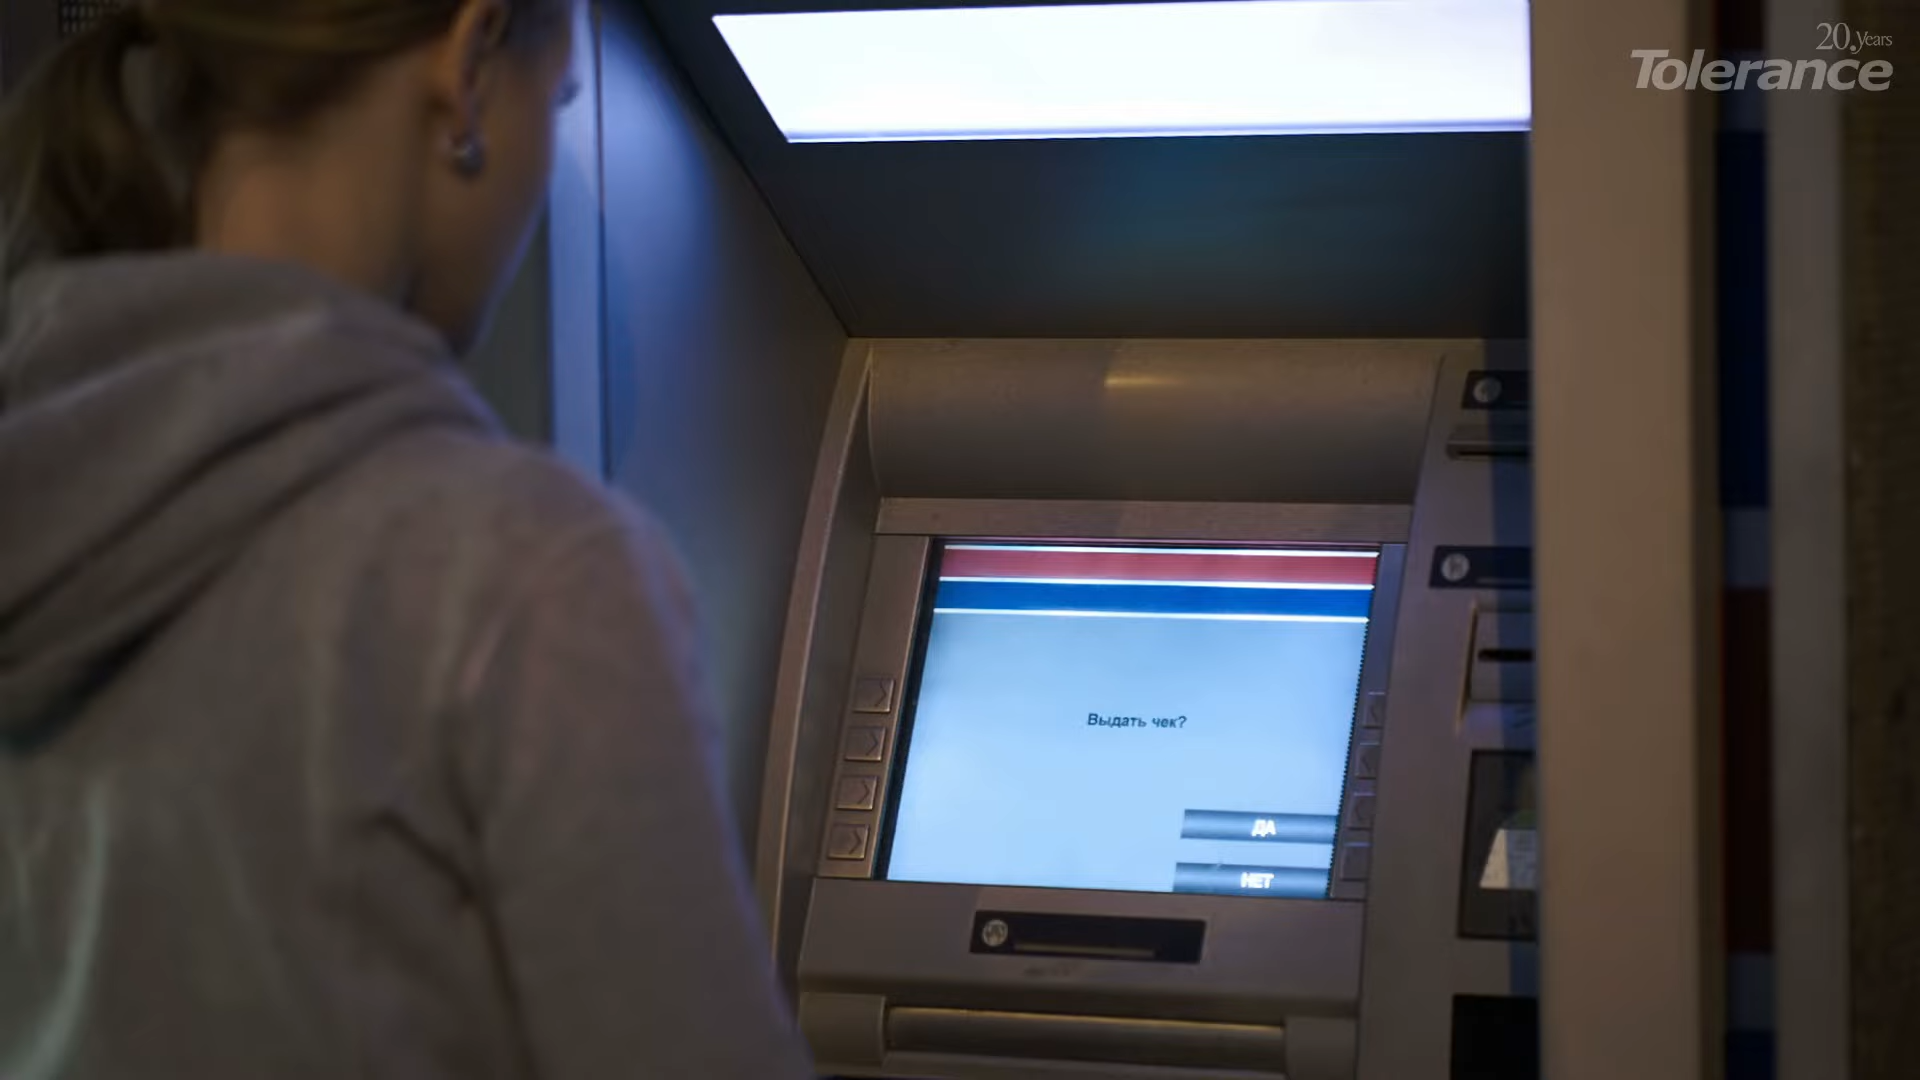 20 Years
Tolerance
Выдать чек?
ДА
НЕТ